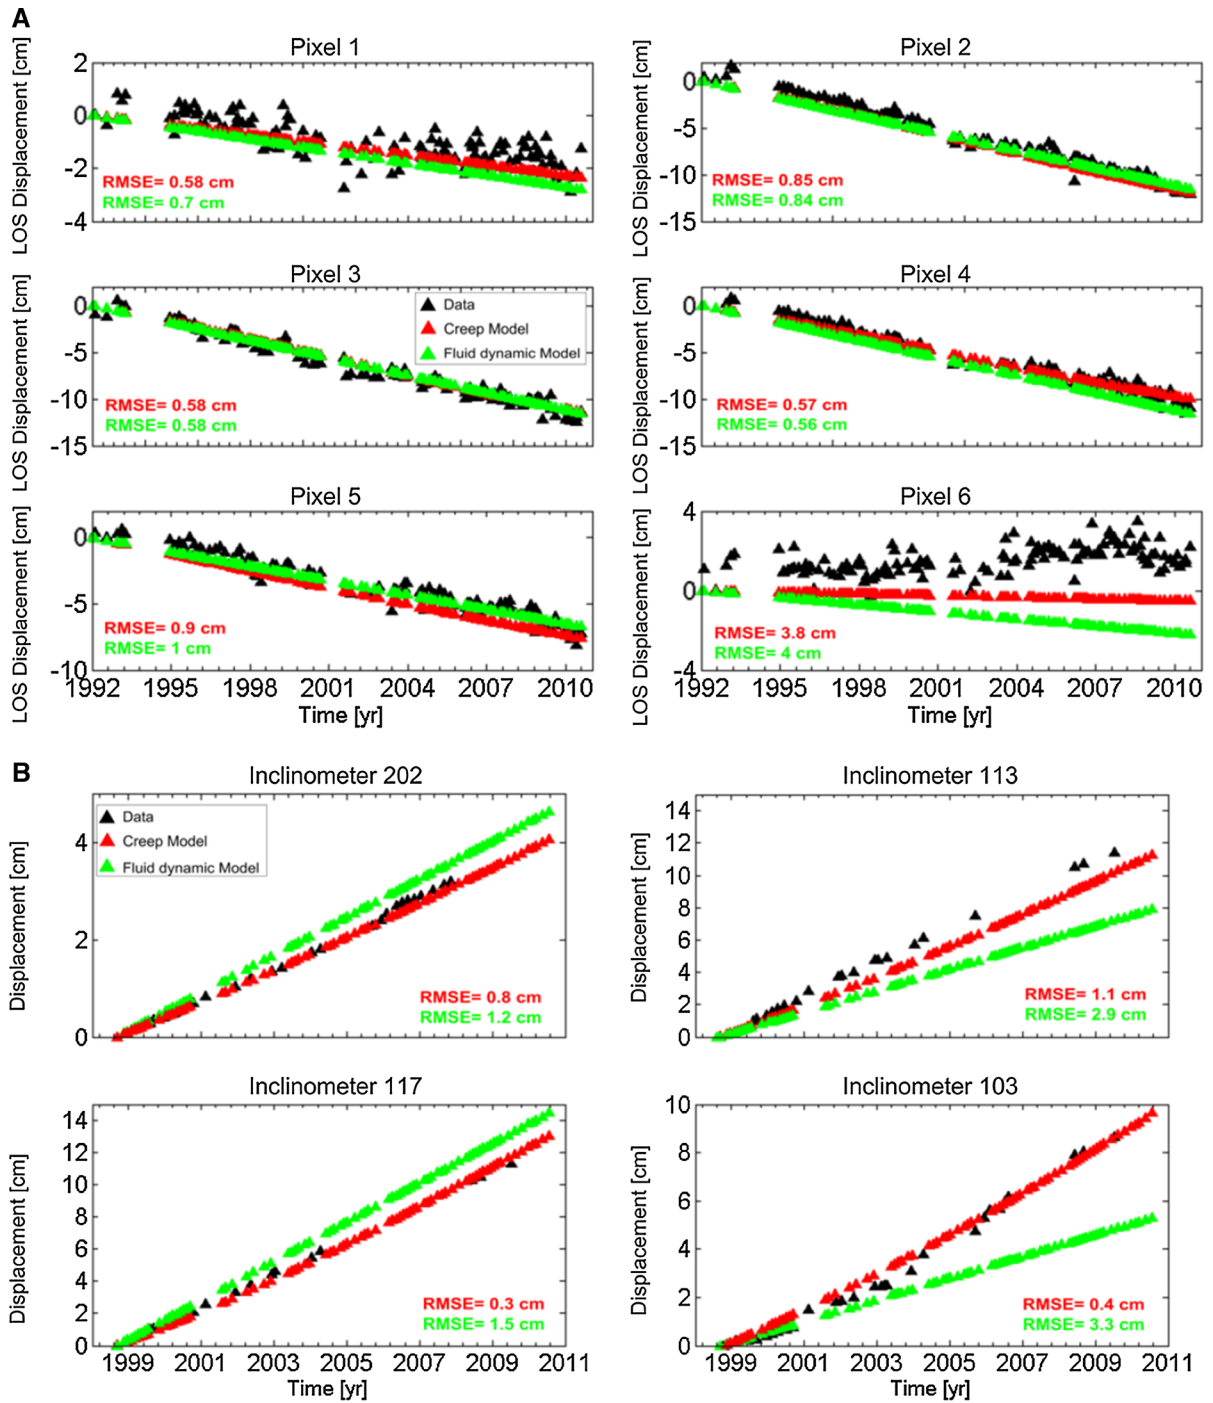 A
Pixel 1
LOS Displacement [cm]
2
0
-2
-4
RMSE= 0.58 cm
RMSE= 0.7 cm
Pixel 2
LOS Displacement [cm]
0
-5
-10
-15
RMSE= 0.85 cm
RMSE= 0.84 cm
Pixel 3
LOS Displacement [cm]
0
-5
-10
-15
Data
Creep Model
Fluid dynamic Model
RMSE= 0.58 cm
RMSE= 0.58 cm
Pixel 4
LOS Displacement [cm]
0
-5
-10
-15
RMSE= 0.57 cm
RMSE= 0.56 cm
Pixel 5
LOS Displacement [cm]
0
-5
-10
RMSE= 0.9 cm
RMSE= 1 cm
1992 1995 1998 2001 2004 2007 2010
Time [yr]
Pixel 6
LOS Displacement [cm]
4
0
-4
RMSE= 3.8 cm
RMSE= 4 cm
1992 1995 1998 2001 2004 2007 2010
Time [yr]
B
Inclinometer 202
Displacement [cm]
4
2
0
Data
Creep Model
Fluid dynamic Model
RMSE= 0.8 cm
RMSE= 1.2 cm
Inclinometer 113
Displacement [cm]
14
12
10
8
6
4
2
0
RMSE= 1.1 cm
RMSE= 2.9 cm
Inclinometer 117
Displacement [cm]
14
12
10
8
6
4
2
0
RMSE= 0.3 cm
RMSE= 1.5 cm
1999 2001 2003 2005 2007 2009 2011
Time [yr]
Inclinometer 103
Displacement [cm]
10
8
6
4
2
0
RMSE= 0.4 cm
RMSE= 3.3 cm
1999 2001 2003 2005 2007 2009 2011
Time [yr]